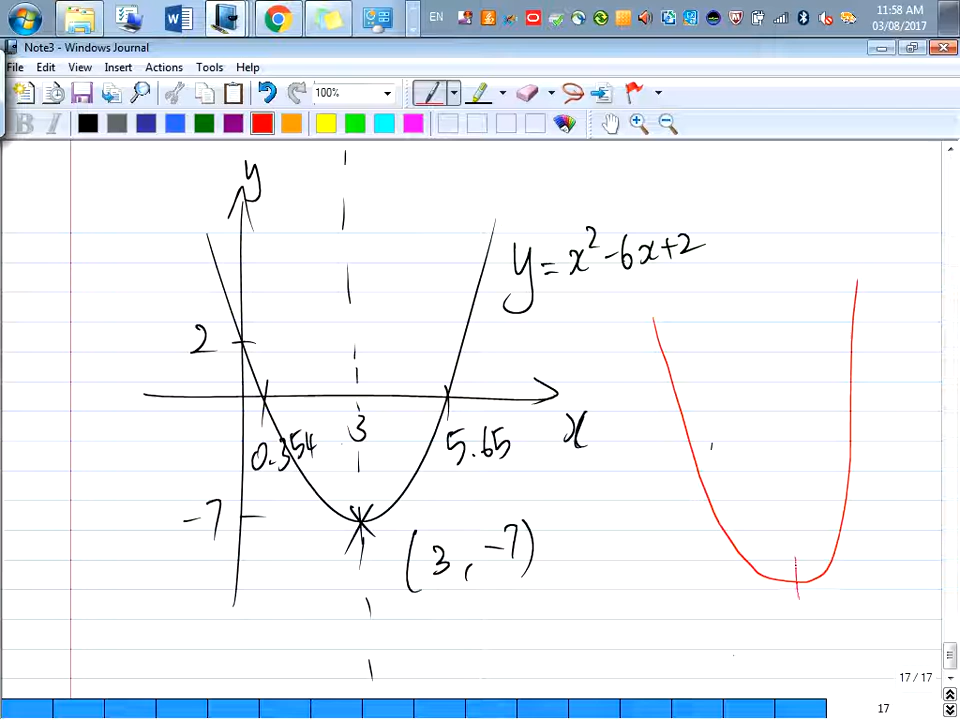 EN
11:58 AM
03/08/2017
Note3 - Windows Journal
File Edit View Insert Actions Tools Help
100%
B I
y
y = x² - 6x + 2
2
0.354
3
5.65
x
-7
(3, -7)
17 / 17
17